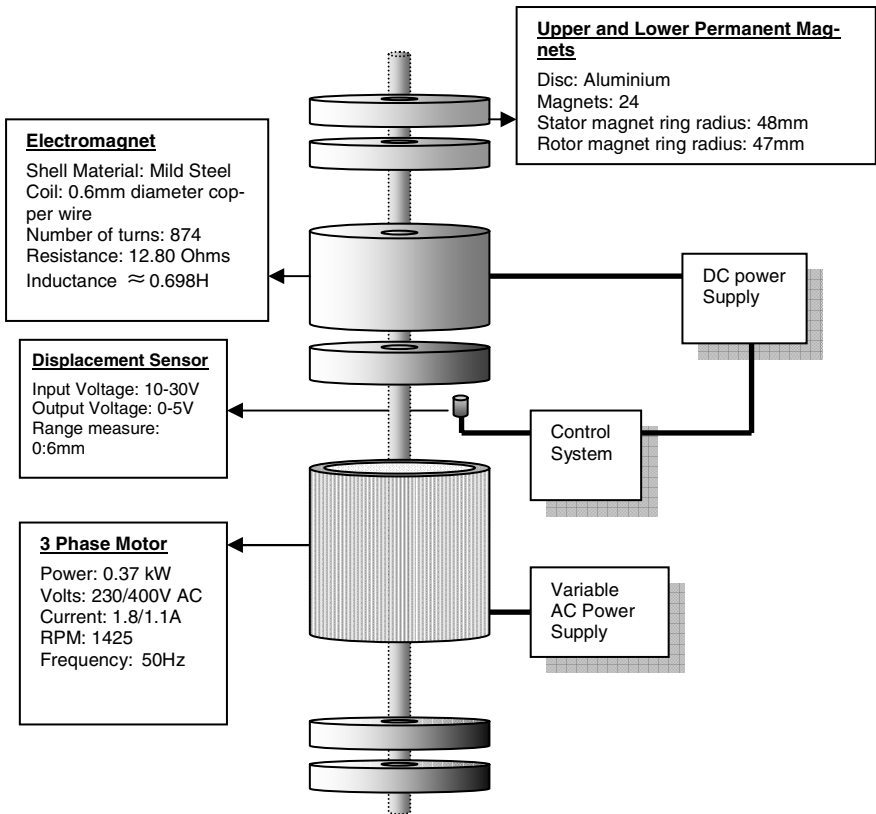 Upper and Lower Permanent Mag-
nets
Disc: Aluminium
Magnets: 24
Stator magnet ring radius: 48mm
Rotor magnet ring radius: 47mm
Electromagnet
Shell Material: Mild Steel
Coil: 0.6mm diameter cop-
per wire
Number of turns: 874
Resistance: 12.80 Ohms
Inductance ≈ 0.698H
DC power
Supply
Displacement Sensor
Input Voltage: 10-30V
Output Voltage: 0-5V
Range measure:
0:6mm
Control
System
3 Phase Motor
Power: 0.37 kW
Volts: 230/400V AC
Current: 1.8/1.1A
RPM: 1425
Frequency: 50Hz
Variable
AC Power
Supply